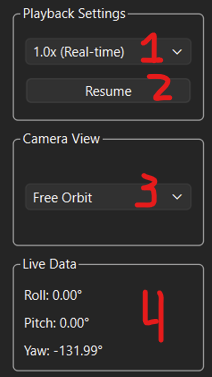 Playback Settings
1.0x (Real-time) 1
Resume 2
Camera View
Free Orbit 3
Live Data
Roll: 0.00°
Pitch: 0.00° 4
Yaw: -131.99°